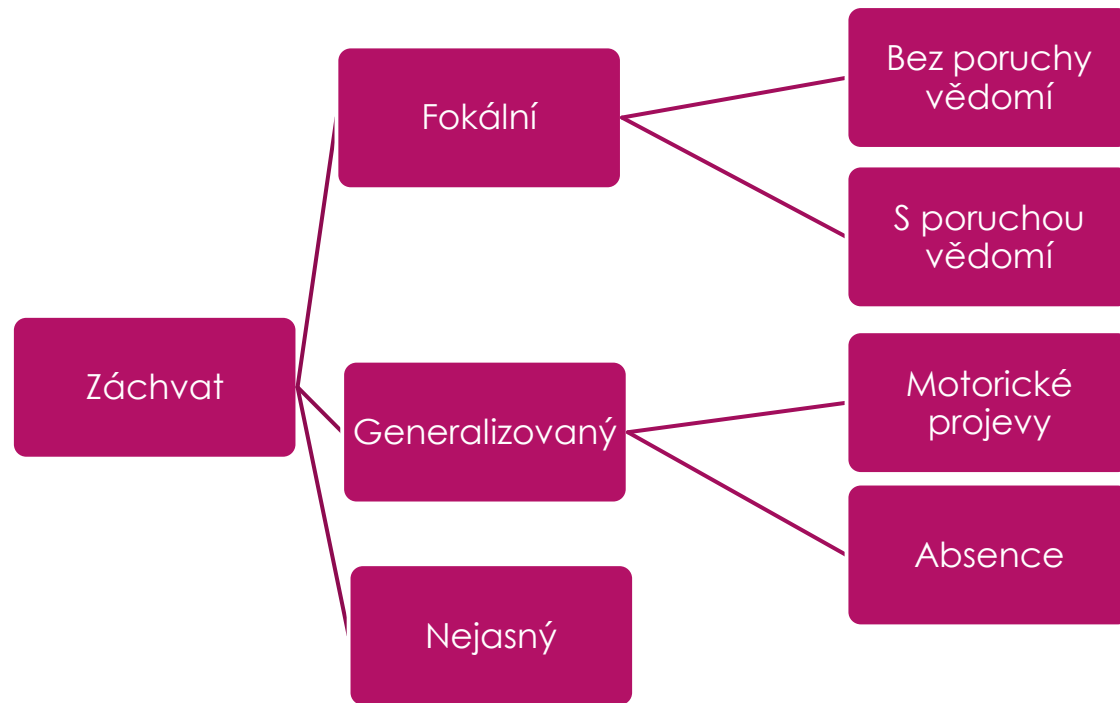 Záchvat
Fokální
Bez poruchy
vědomí
S poruchou
vědomí
Generalizovaný
Motorické
projevy
Absence
Nejasný